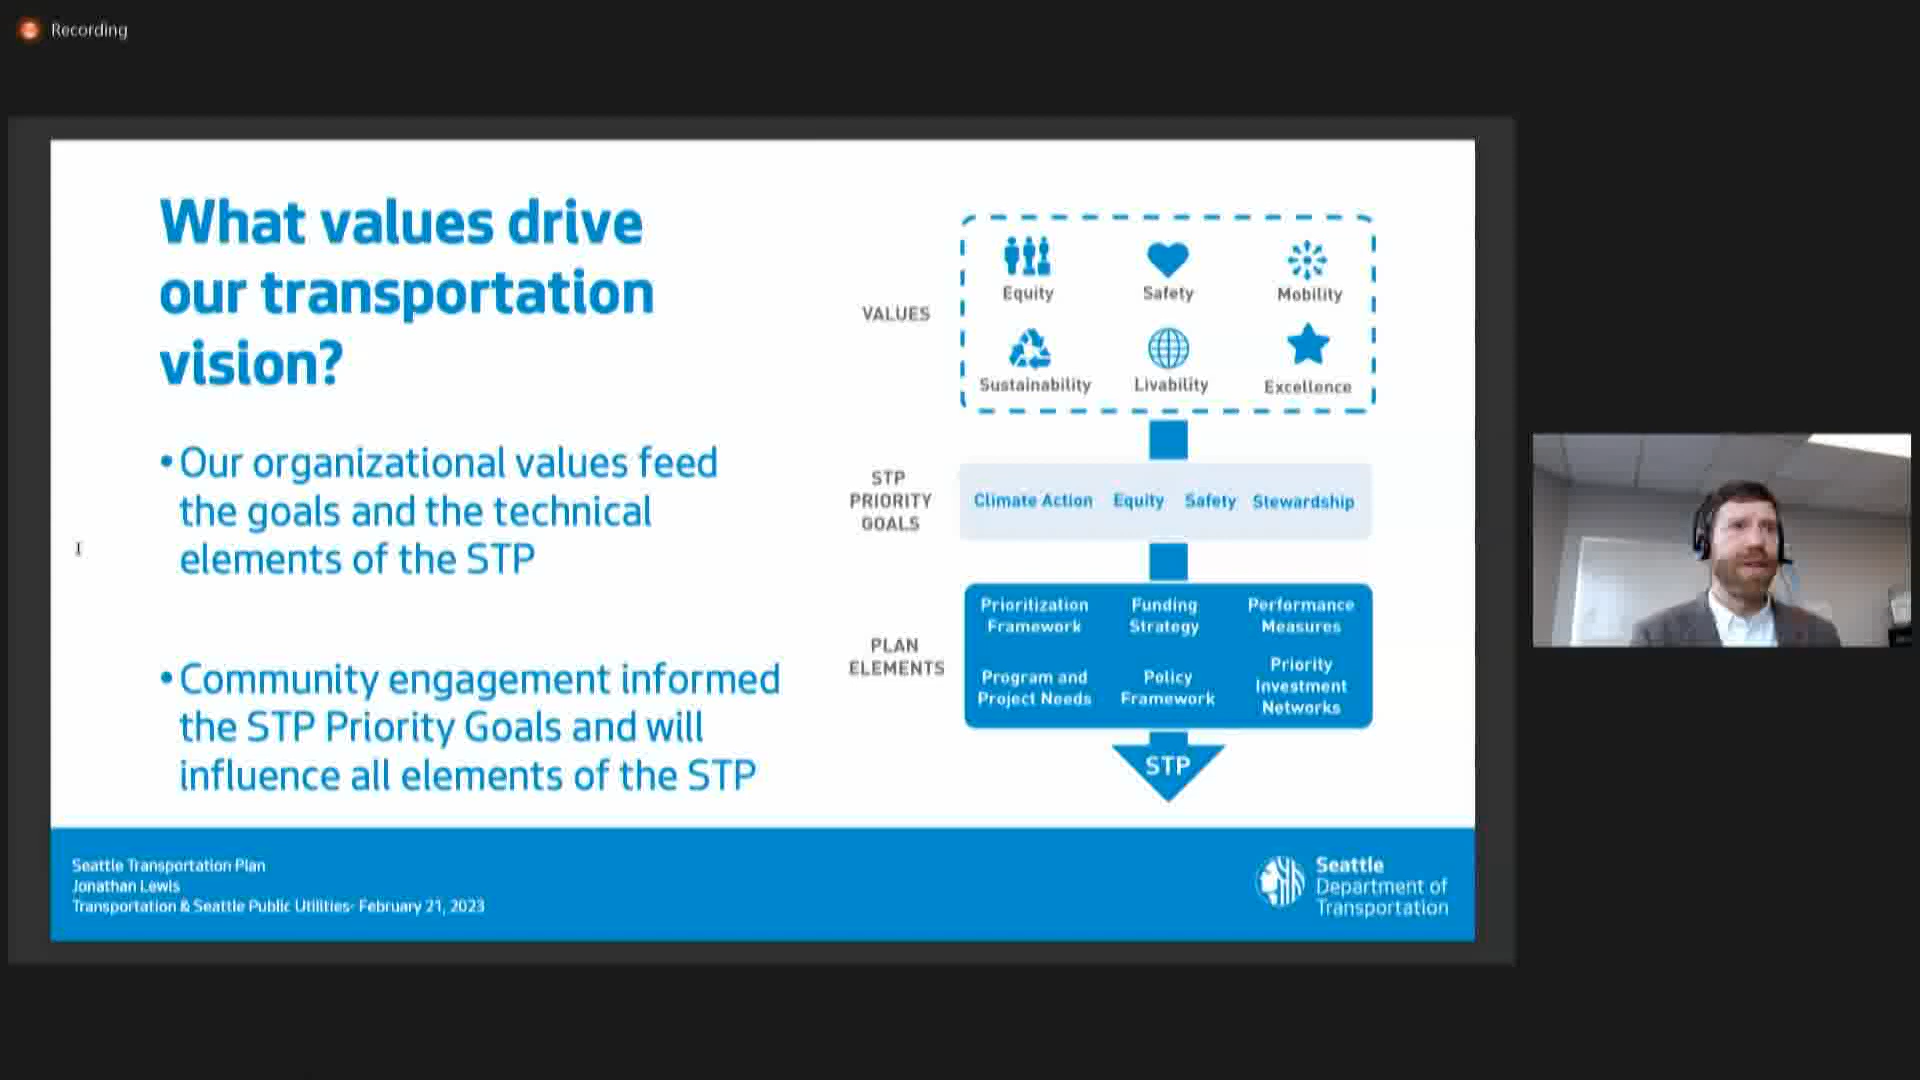 Recording
What values drive
our transportation
vision?
•Our organizational values feed
the goals and the technical
elements of the STP
•Community engagement informed
the STP Priority Goals and will
influence all elements of the STP
VALUES
Equity Safety Mobility
Sustainability Livability Excellence
STP
PRIORITY
GOALS
Climate Action Equity Safety Stewardship
PLAN
ELEMENTS
Prioritization
Framework
Funding
Strategy
Performance
Measures
Program and
Project Needs
Policy
Framework
Priority
Investment
Networks
STP
Seattle Transportation Plan
Jonathan Lewis
Transportation & Seattle Public Utilities- February 21, 2023
Seattle
Department of
Transportation